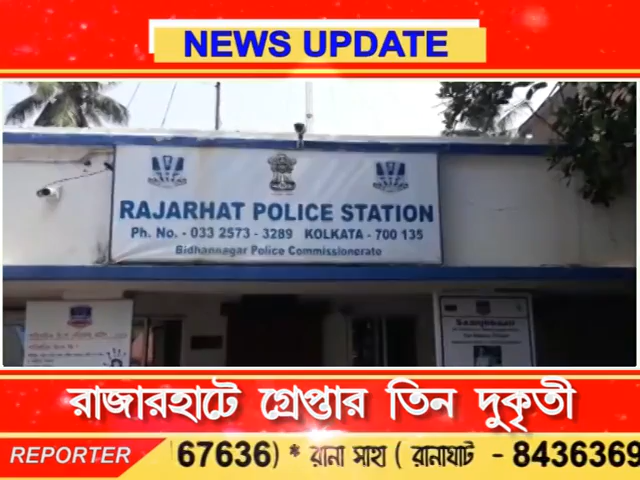 NEWS UPDATE
RAJARHAT POLICE STATION
Ph. No. - 033 2573 - 3289 KOLKATA - 700 135
Bidhannagar Police Commissionerate
রাজারহাটে গ্রেপ্তার তিন দুকৃতী
REPORTER
67636) * রানা সাহা ( রানাঘাট - 8436369